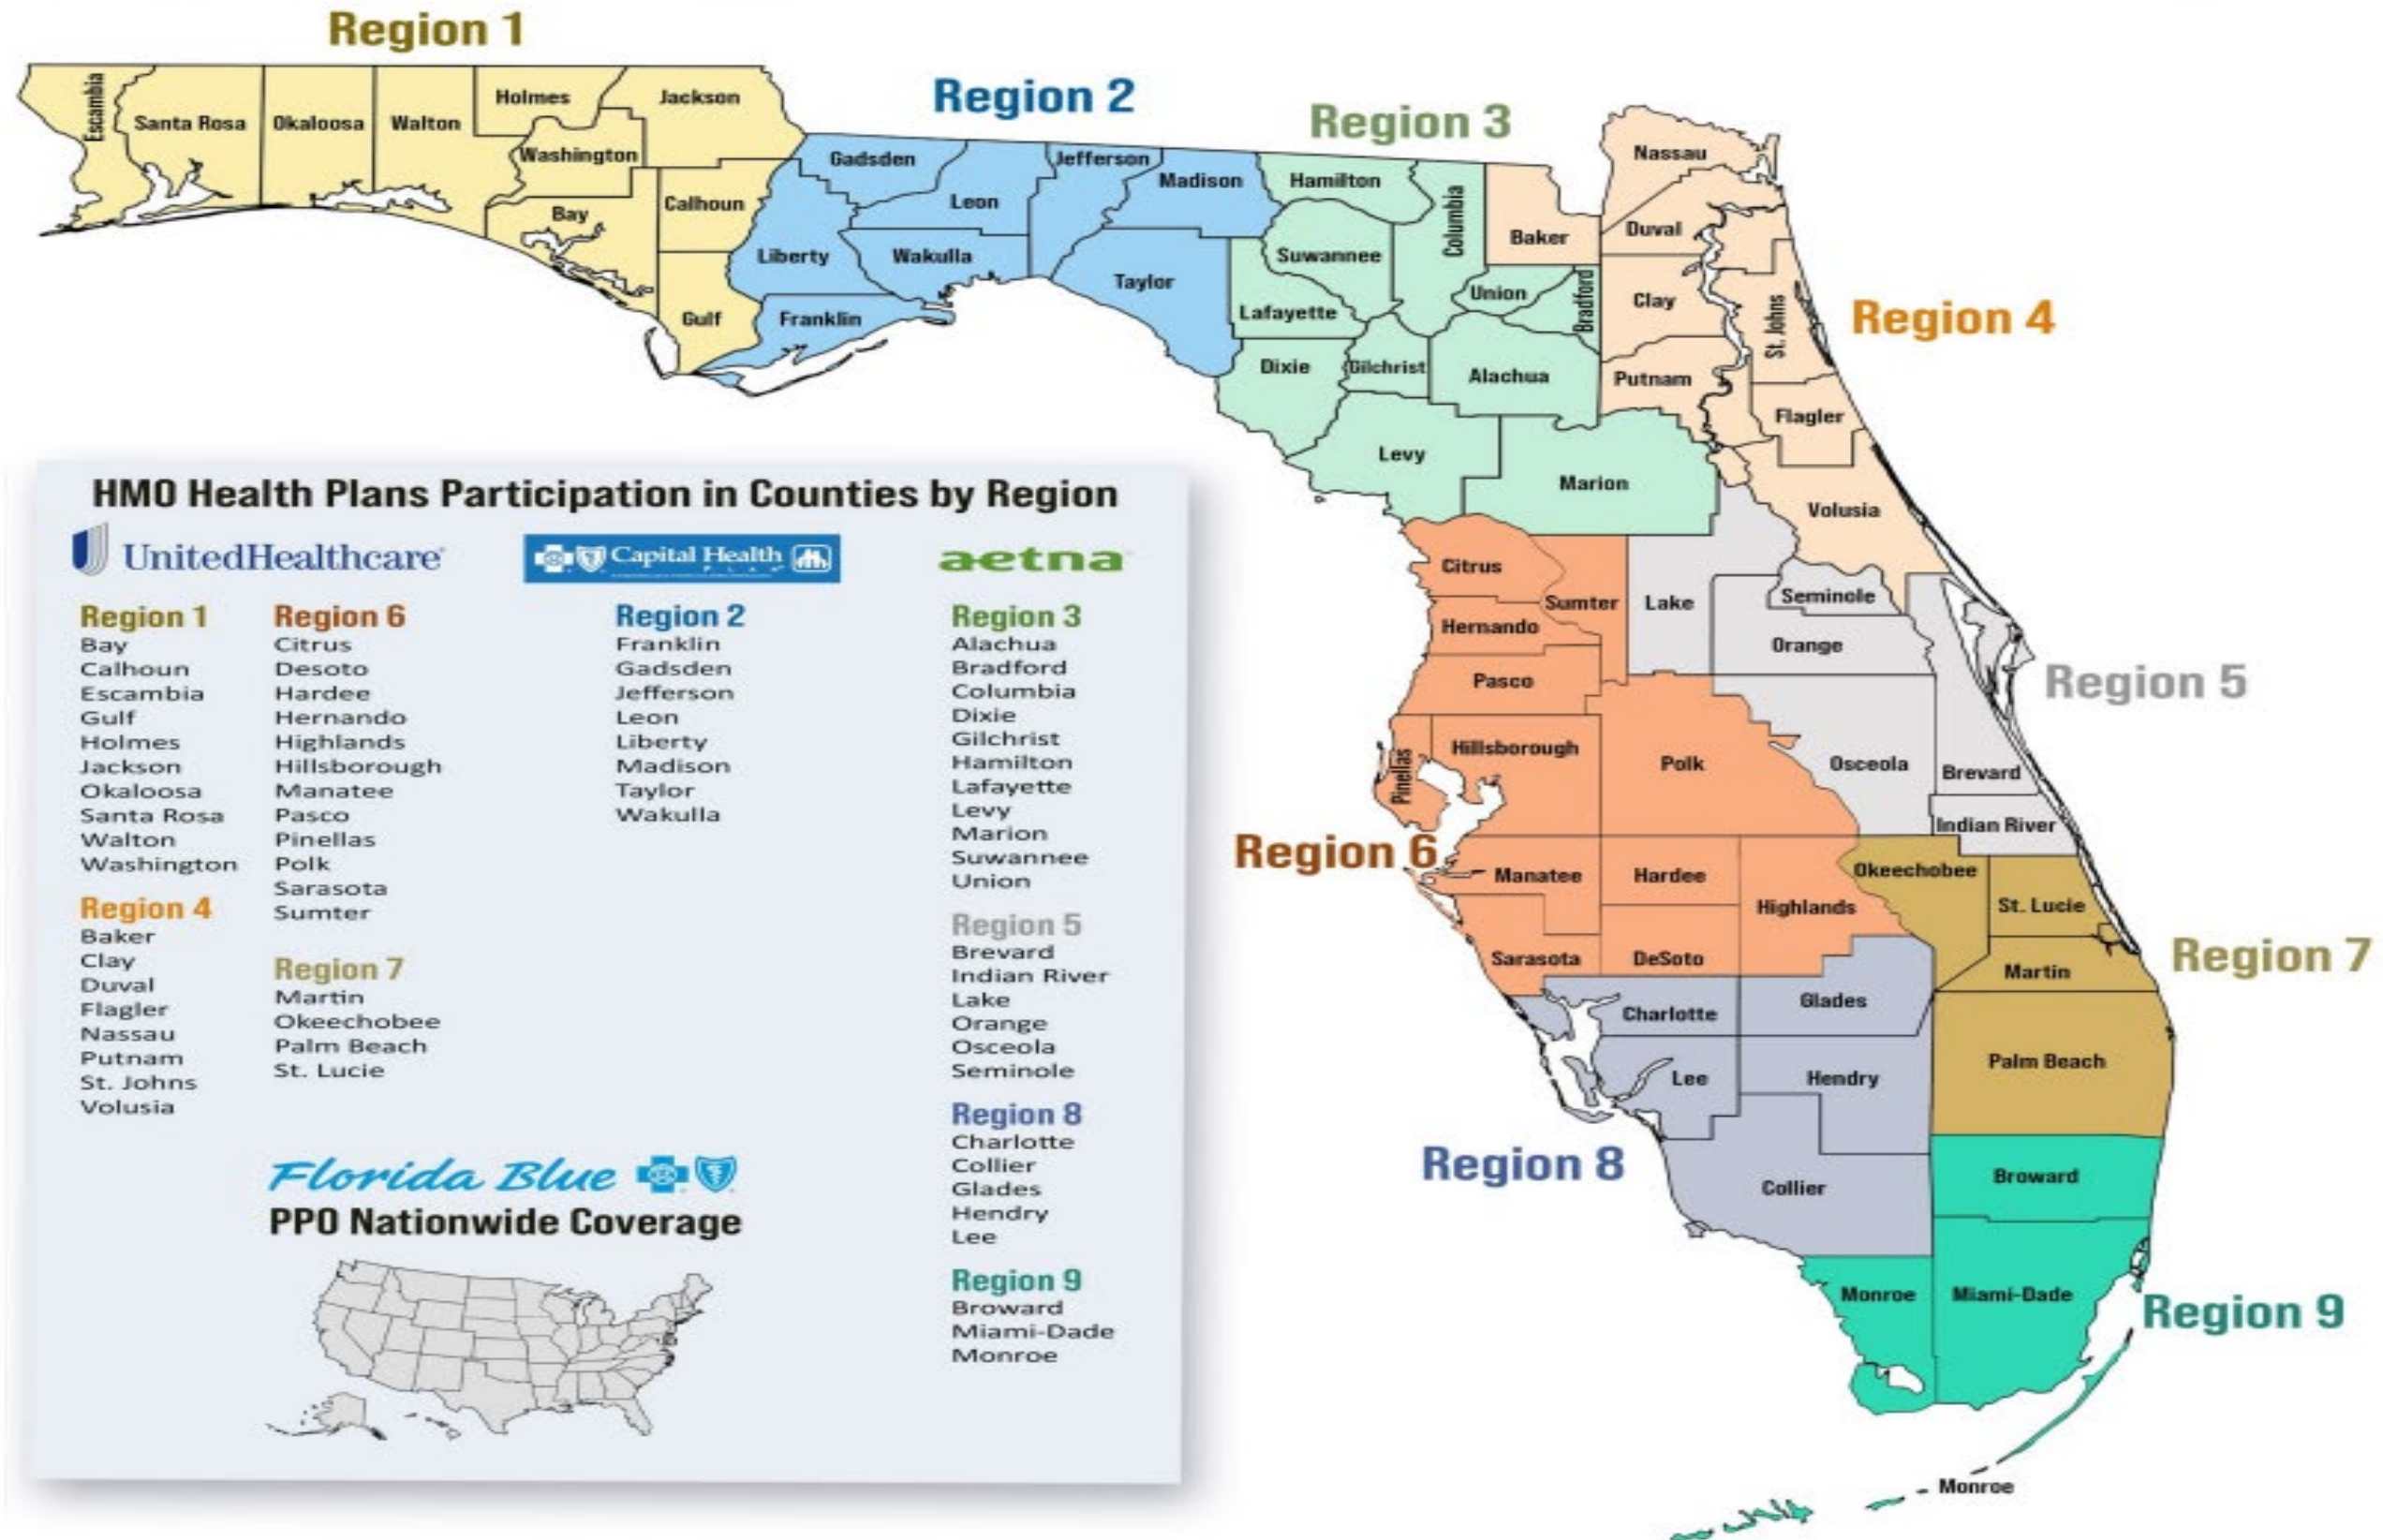 Region 1
Region 2
Region 3
Region 4
Region 5
Region 6
Region 7
Region 8
Region 9
Escambia
Santa Rosa
Okaloosa
Walton
Holmes
Washington
Jackson
Bay
Calhoun
Gulf
Gadsden
Liberty
Franklin
Leon
Wakulla
Jefferson
Madison
Taylor
Hamilton
Suwannee
Lafayette
Columbia
Dixie
Gilchrist
Union
Bradford
Alachua
Levy
Marion
Baker
Nassau
Duval
Clay
St. Johns
Putnam
Flagler
Volusia
Citrus
Sumter
Hernando
Pasco
Pinellas
Hillsborough
Polk
Manatee
Hardee
Highlands
Sarasota
DeSoto
Lake
Seminole
Orange
Osceola
Brevard
Indian River
Okeechobee
St. Lucie
Martin
Palm Beach
Charlotte
Glades
Lee
Hendry
Collier
Broward
Monroe
Miami-Dade
Monroe
HMO Health Plans Participation in Counties by Region
UnitedHealthcare
Region 1
Bay
Calhoun
Escambia
Gulf
Holmes
Jackson
Okaloosa
Santa Rosa
Walton
Washington
Region 4
Baker
Clay
Duval
Flagler
Nassau
Putnam
St. Johns
Volusia
Region 6
Citrus
Desoto
Hardee
Hernando
Highlands
Hillsborough
Manatee
Pasco
Pinellas
Polk
Sarasota
Sumter
Region 7
Martin
Okeechobee
Palm Beach
St. Lucie
Capital Health
P L A N
Region 2
Franklin
Gadsden
Jefferson
Leon
Liberty
Madison
Taylor
Wakulla
aetna
Region 3
Alachua
Bradford
Columbia
Dixie
Gilchrist
Hamilton
Lafayette
Levy
Marion
Suwannee
Union
Region 5
Brevard
Indian River
Lake
Orange
Osceola
Seminole
Region 8
Charlotte
Collier
Glades
Hendry
Lee
Region 9
Broward
Miami-Dade
Monroe
Florida Blue
PPO Nationwide Coverage